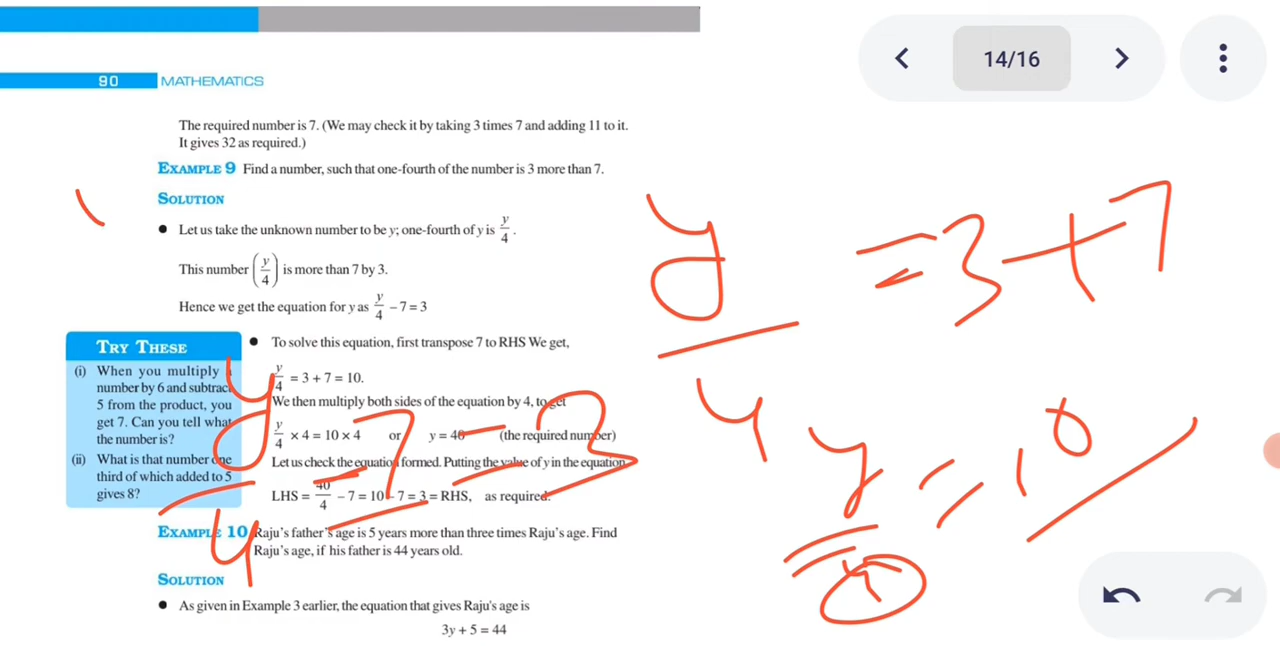 14/16
90 MATHEMATICS
The required number is 7. (We may check it by taking 3 times 7 and adding 11 to it.
It gives 32 as required.)
EXAMPLE 9 Find a number, such that one-fourth of the number is 3 more than 7.
SOLUTION
• Let us take the unknown number to be y; one-fourth of y is y/4.
This number (y/4) is more than 7 by 3.
Hence we get the equation for y as y/4 – 7 = 3
• To solve this equation, first transpose 7 to RHS We get,
y/4 = 3 + 7 = 10.
We then multiply both sides of the equation by 4, to get
y/4 × 4 = 10 × 4 or y = 40 (the required number)
Let us check the equation formed. Putting the value of y in the equation,
LHS = 40/4 – 7 = 10 – 7 = 3 = RHS, as required.
TRY THESE
(i) When you multiply a
number by 6 and subtract
5 from the product, you
get 7. Can you tell what
the number is?
(ii) What is that number one
third of which added to 5
gives 8?
EXAMPLE 10 Raju's father's age is 5 years more than three times Raju's age. Find
Raju's age, if his father is 44 years old.
SOLUTION
• As given in Example 3 earlier, the equation that gives Raju's age is
3y + 5 = 44
y/4 - 7 = 3
y/4 = 3 + 7
y/4 = 10